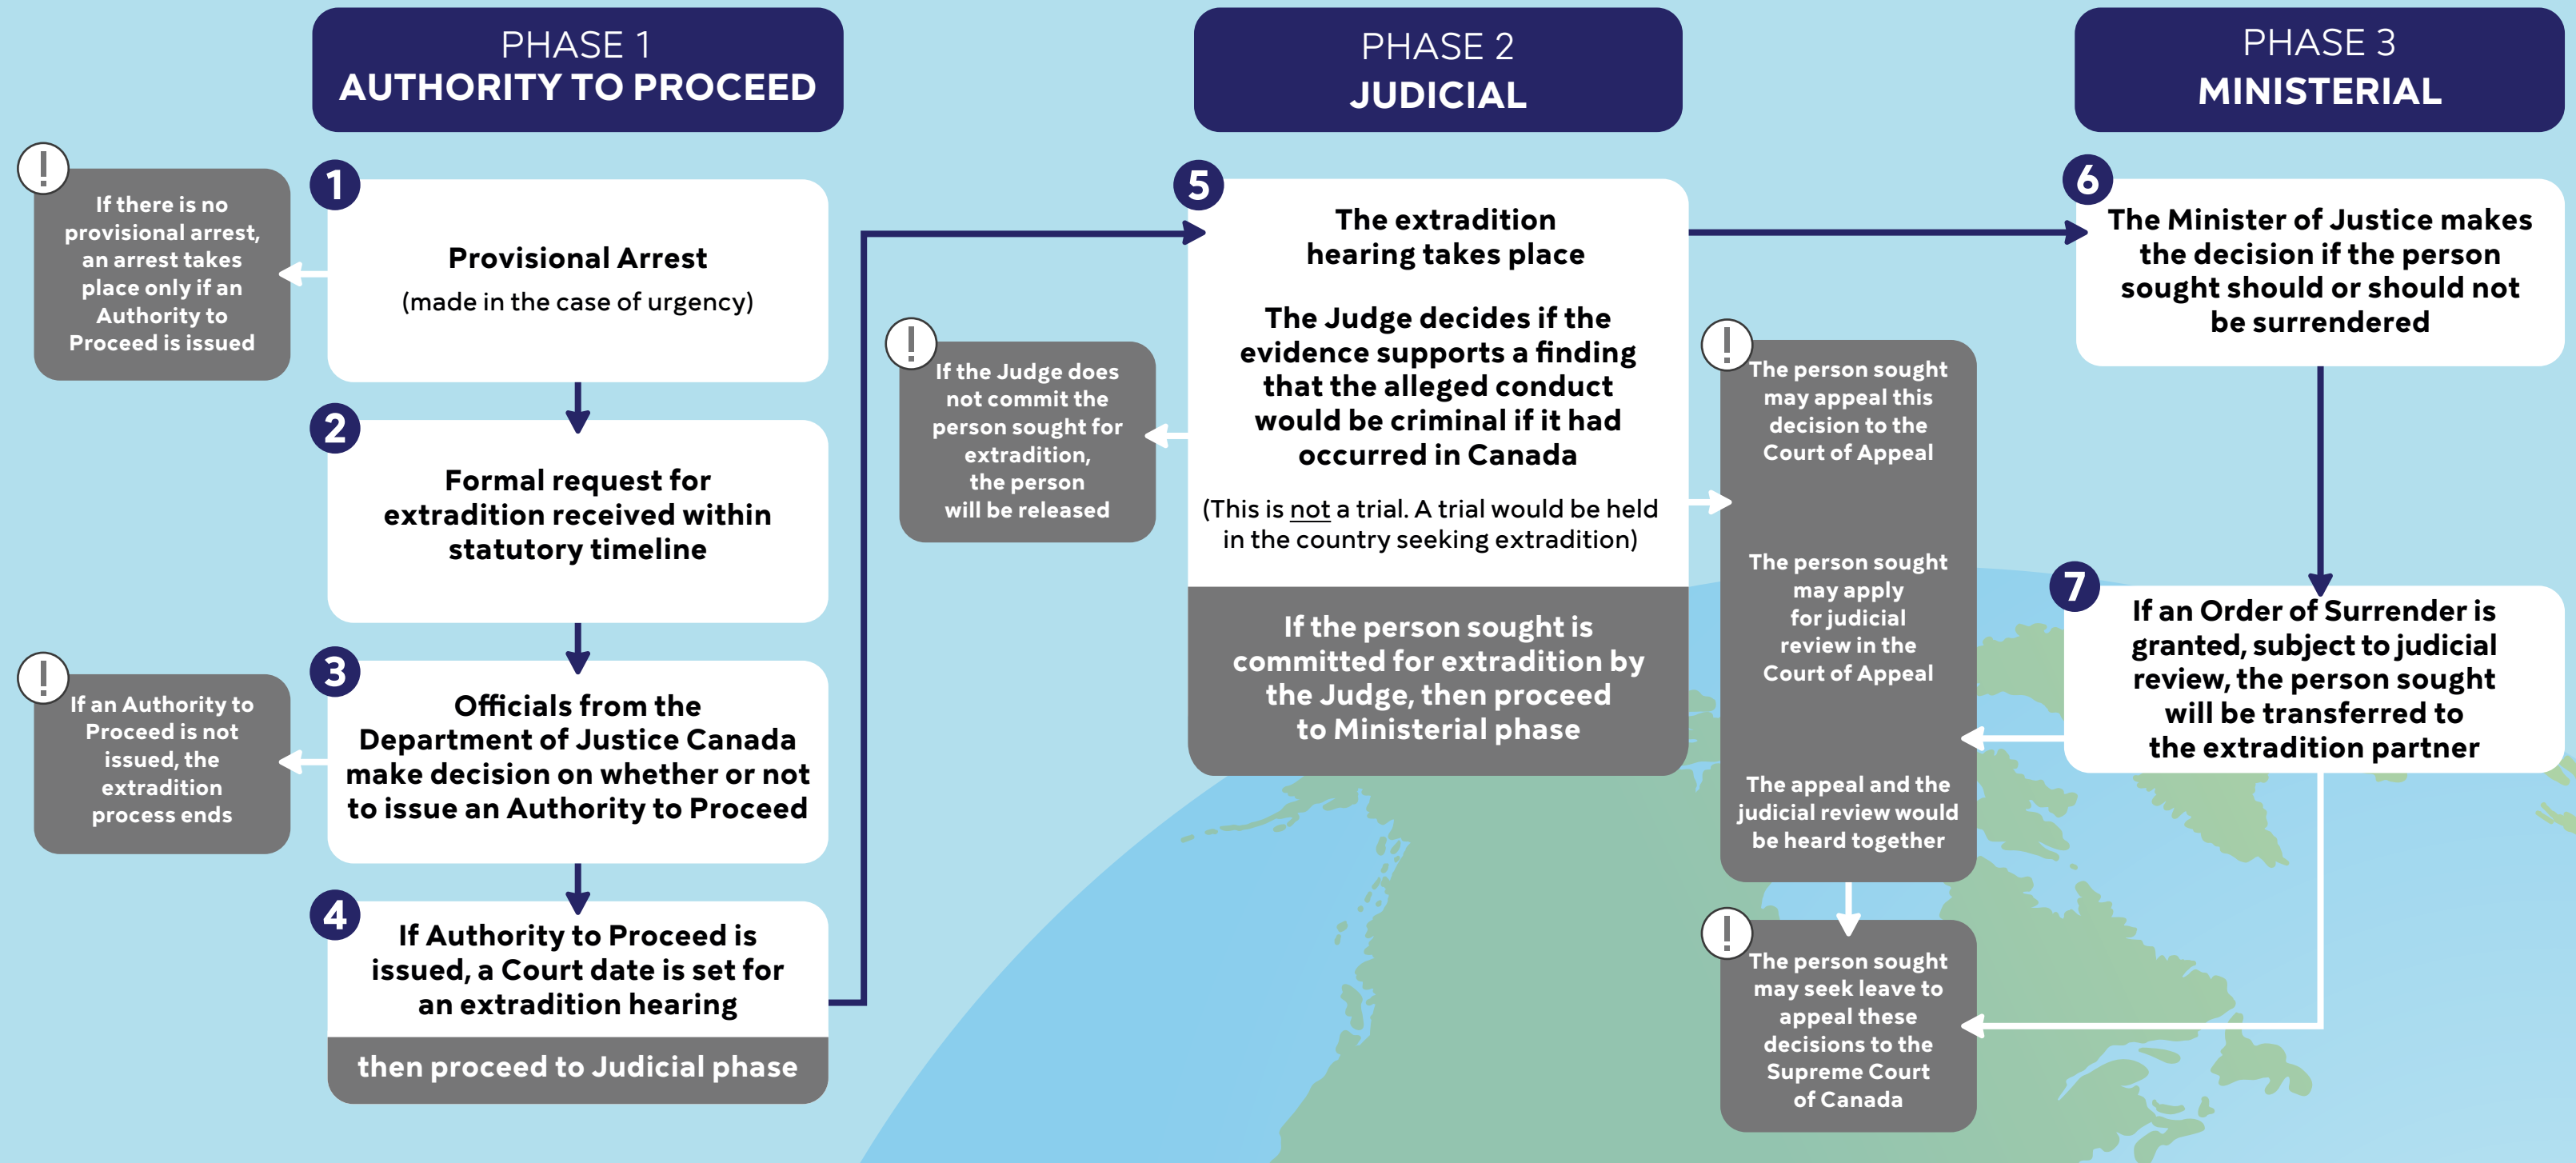 PHASE 1
AUTHORITY TO PROCEED
!
If there is no
provisional arrest,
an arrest takes
place only if an
Authority to
Proceed is issued
1
Provisional Arrest
(made in the case of urgency)
2
Formal request for
extradition received within
statutory timeline
!
If an Authority to
Proceed is not
issued, the
extradition
process ends
3
Officials from the
Department of Justice Canada
make decision on whether or not
to issue an Authority to Proceed
4
If Authority to Proceed is
issued, a Court date is set for
an extradition hearing
then proceed to Judicial phase
PHASE 2
JUDICIAL
5
The extradition
hearing takes place
The Judge decides if the
evidence supports a finding
that the alleged conduct
would be criminal if it had
occurred in Canada
(This is not a trial. A trial would be held
in the country seeking extradition)
If the person sought is
committed for extradition by
the Judge, then proceed
to Ministerial phase
!
If the Judge does
not commit the
person sought for
extradition,
the person
will be released
!
The person sought
may appeal this
decision to the
Court of Appeal
The person sought
may apply
for judicial
review in the
Court of Appeal
The appeal and the
judicial review would
be heard together
!
The person sought
may seek leave to
appeal these
decisions to the
Supreme Court
of Canada
PHASE 3
MINISTERIAL
6
The Minister of Justice makes
the decision if the person
sought should or should not
be surrendered
7
If an Order of Surrender is
granted, subject to judicial
review, the person sought
will be transferred to
the extradition partner